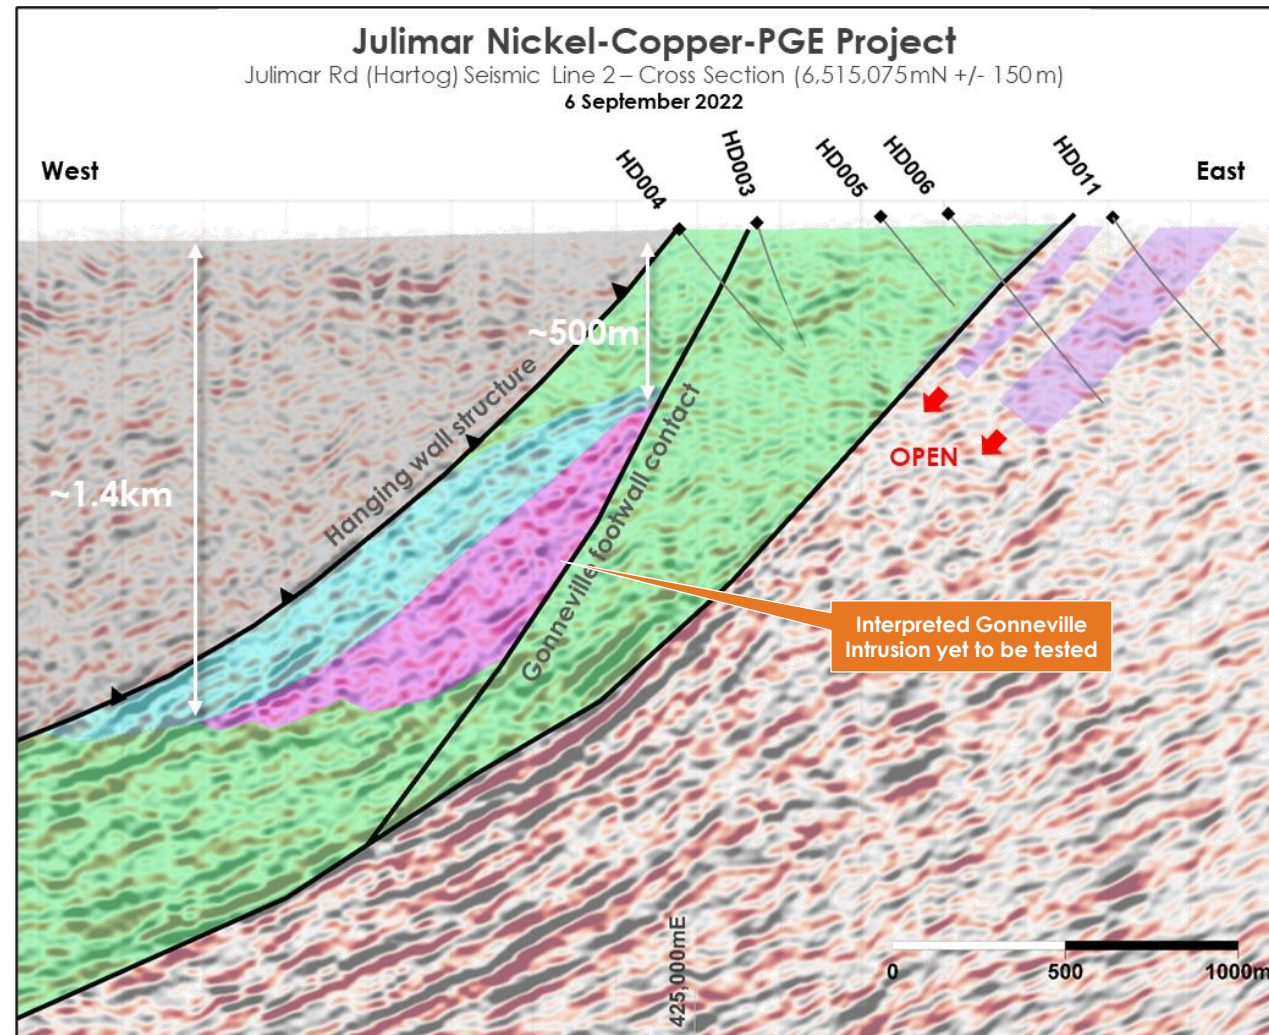 Julimar Nickel-Copper-PGE Project
Julimar Rd (Hartog) Seismic Line 2 – Cross Section (6,515,075mN +/- 150m)
6 September 2022
West
HD004
HD003
HD005
HD006
HD011
East
~500m
~1.4km
Hanging wall structure
Gonneville footwall contact
OPEN
Interpreted Gonneville
Intrusion yet to be tested
425,000mE
0
500
1000m